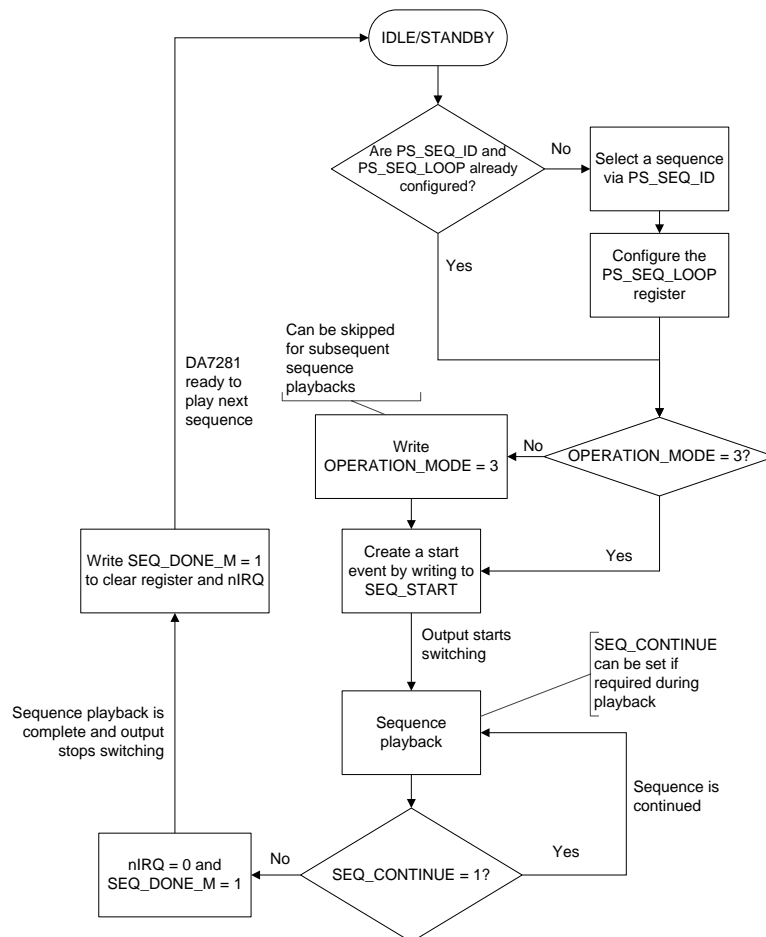 IDLE/STANDBY
Are PS_SEQ_ID and
PS_SEQ_LOOP already
configured?
No
Select a sequence
via PS_SEQ_ID
Yes
Configure the
PS_SEQ_LOOP
register
Can be skipped
for subsequent
sequence
playbacks
DA7281
ready to
play next
sequence
Write
OPERATION_MODE = 3
No
OPERATION_MODE = 3?
Write SEQ_DONE_M = 1
to clear register and nIRQ
Create a start
event by writing to
SEQ_START
Yes
Output starts
switching
SEQ_CONTINUE
can be set if
required during
playback
Sequence playback is
complete and output
stops switching
Sequence
playback
Sequence is
continued
nIRQ = 0 and
SEQ_DONE_M = 1
No
SEQ_CONTINUE = 1?
Yes